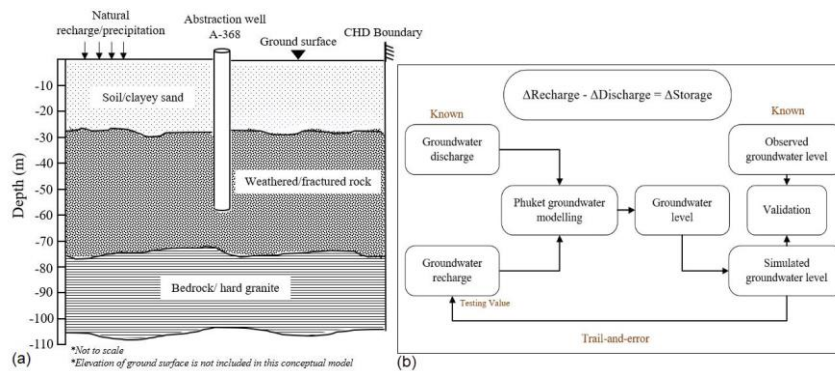 Natural
recharge/precipitation
Abstraction well
A-368
Ground surface
CHD Boundary
Depth (m)
-10
-20
-30
-40
-50
-60
-70
-80
-90
-100
-110
Soil/clayey sand
Weathered/fractured rock
Bedrock/ hard granite
(a)
*Not to scale
*Elevation of ground surface is not included in this conceptual model
ΔRecharge - ΔDischarge = ΔStorage
Known
Known
Groundwater
discharge
Observed
groundwater level
Phuket groundwater
modelling
Groundwater
level
Validation
Groundwater
recharge
Simulated
groundwater level
Testing Value
Trail-and-error
(b)